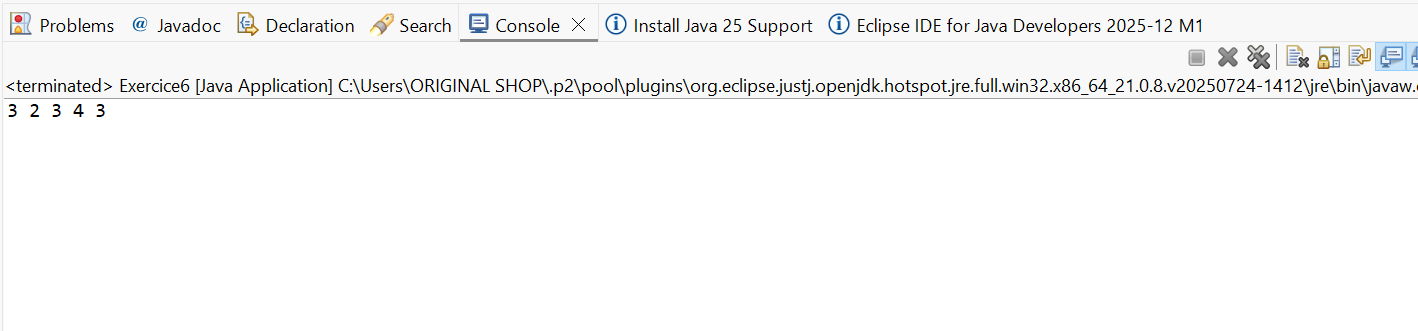 Problems @ Javadoc Declaration Search Console Install Java 25 Support Eclipse IDE for Java Developers 2025-12 M1
<terminated> Exercice6 [Java Application] C:\Users\ORIGINAL SHOP\.p2\pool\plugins\org.eclipse.justj.openjdk.hotspot.jre.full.win32.x86_64_21.0.8.v20250724-1412\jre\bin\javaw.
3 2 3 4 3